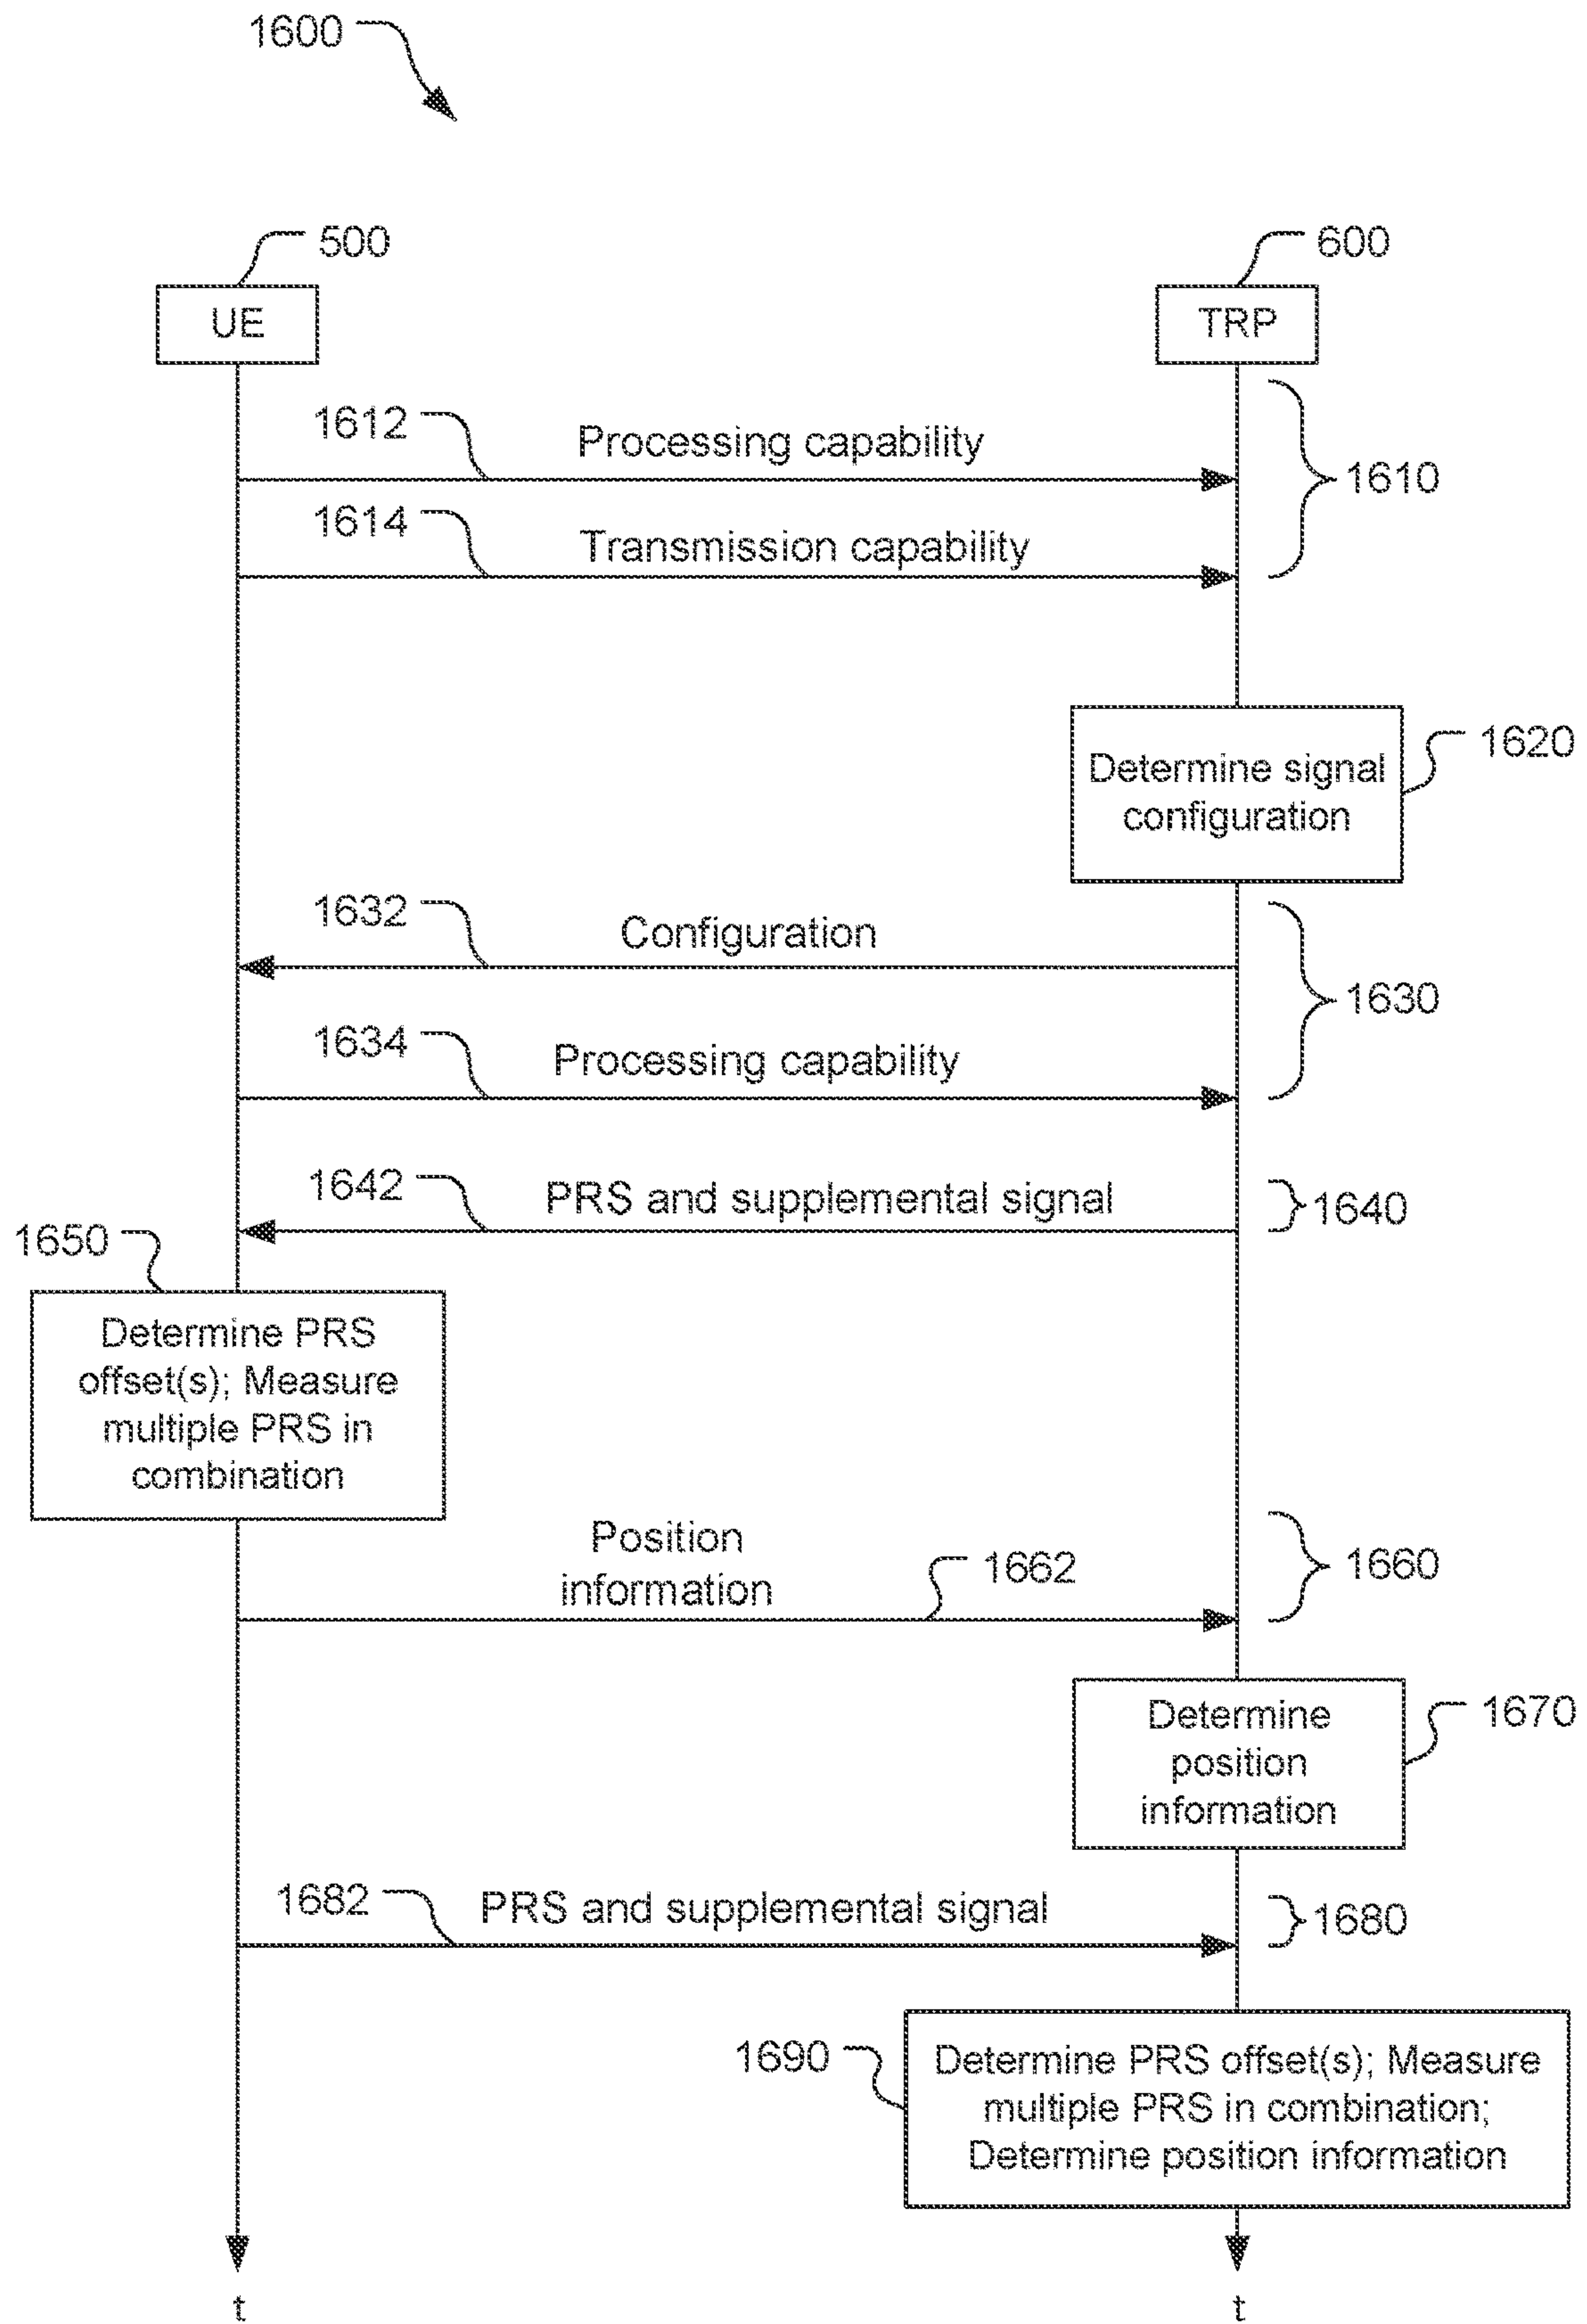 1600
500
600
UE
TRP
1612
Processing capability
1610
1614
Transmission capability
Determine signal
configuration
1620
1632
Configuration
1630
1634
Processing capability
1642
PRS and supplemental signal
1640
1650
Determine PRS
offset(s); Measure
multiple PRS in
combination
Position
information
1662
1660
Determine
position
information
1670
1682
PRS and supplemental signal
1680
1690
Determine PRS offset(s); Measure
multiple PRS in combination;
Determine position information
t
t